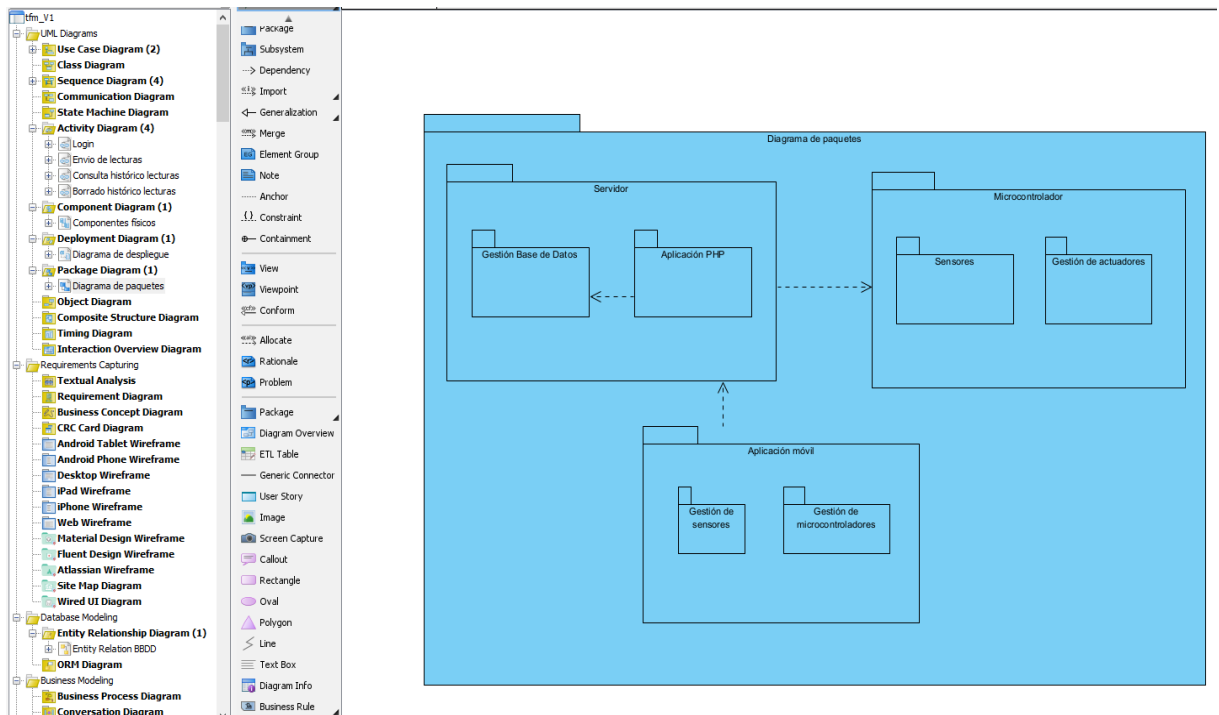 tfm_V1
UML Diagrams
Use Case Diagram (2)
Class Diagram
Sequence Diagram (4)
Communication Diagram
State Machine Diagram
Activity Diagram (4)
Login
Envio de lecturas
Consulta histórico lecturas
Borrado histórico lecturas
Component Diagram (1)
Componentes físicos
Deployment Diagram (1)
Diagrama de despliegue
Package Diagram (1)
Diagrama de paquetes
Object Diagram
Composite Structure Diagram
Timing Diagram
Interaction Overview Diagram
Requirements Capturing
Textual Analysis
Requirement Diagram
Business Concept Diagram
CRC Card Diagram
Android Tablet Wireframe
Android Phone Wireframe
Desktop Wireframe
iPad Wireframe
iPhone Wireframe
Web Wireframe
Material Design Wireframe
Fluent Design Wireframe
Atlassian Wireframe
Site Map Diagram
Wired UI Diagram
Database Modeling
Entity Relationship Diagram (1)
Entity Relation BBDD
ORM Diagram
Business Modeling
Business Process Diagram
Conversation Diagram
Package
Subsystem
Dependency
Import
Generalization
Merge
Element Group
Note
Anchor
Constraint
Containment
View
Viewpoint
Conform
Allocate
Rationale
Problem
Package
Diagram Overview
ETL Table
Generic Connector
User Story
Image
Screen Capture
Callout
Rectangle
Oval
Polygon
Line
Text Box
Diagram Info
Business Rule
Diagrama de paquetes
Servidor
Gestión Base de Datos
Aplicación PHP
Microcontrolador
Sensores
Gestión de actuadores
Aplicación móvil
Gestión de
sensores
Gestión de
microcontroladores